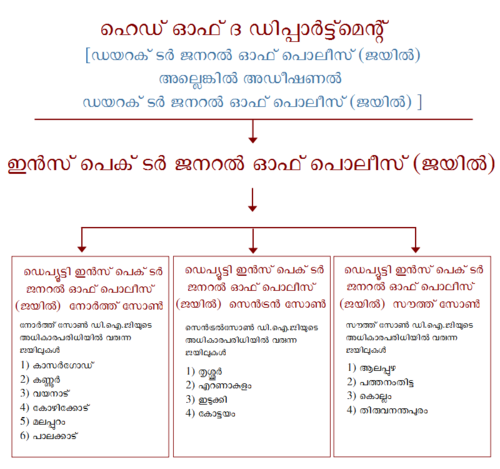 ഹെഡ് ഓഫ് ദ ഡിപ്പാർട്ട്മെന്റ്
[ഡയറക് ടർ ജനറൽ ഓഫ് പൊലീസ് (ജയിൽ)
അല്ലെങ്കിൽ അഡീഷണൽ
ഡയറക് ടർ ജനറൽ ഓഫ് പൊലീസ് (ജയിൽ) ]
ഇൻസ് പെക് ടർ ജനറൽ ഓഫ് പൊലീസ് (ജയിൽ)
ഡെപ്യൂട്ടി ഇൻസ് പെക് ടർ
ജനറൽ ഓഫ് പൊലിസ്
(ജയിൽ) നോർത്ത് സോൺ
നോർത്ത് സോൺ ഡി.ഐ.ജിയുടെ
അധികാരപരിധിയിൽ വരുന്ന
ജയിലുകൾ
1) കാസർഗോഡ്
2) കണ്ണൂർ
3) വയനാട്
4) കോഴിക്കോട്
5) മലപ്പുറം
6) പാലക്കാട്
ഡെപ്യൂട്ടി ഇൻസ് പെക് ടർ
ജനറൽ ഓഫ് പൊലിസ്
(ജയിൽ) സെൻട്രൻ സോൺ
സെൻട്രൽസോൺ ഡി.ഐ.ജിയുടെ
അധികാരപരിധിയിൽ വരുന്ന
ജയിലുകൾ
1) തൃശ്ശൂർ
2) എറണാകുളം
3) ഇടുക്കി
4) കോട്ടയം
ഡെപ്യൂട്ടി ഇൻസ് പെക് ടർ
ജനറൽ ഓഫ് പൊലിസ്
(ജയിൽ) സൗത്ത് സോൺ
സൗത്ത് സോൺ ഡി.ഐ.ജിയുടെ
അധികാരപരിധിയിൽ വരുന്ന
ജയിലുകൾ
1) ആലപ്പുഴ
2) പത്തനംതിട്ട
3) കൊല്ലം
4) തിരുവനന്തപുരം